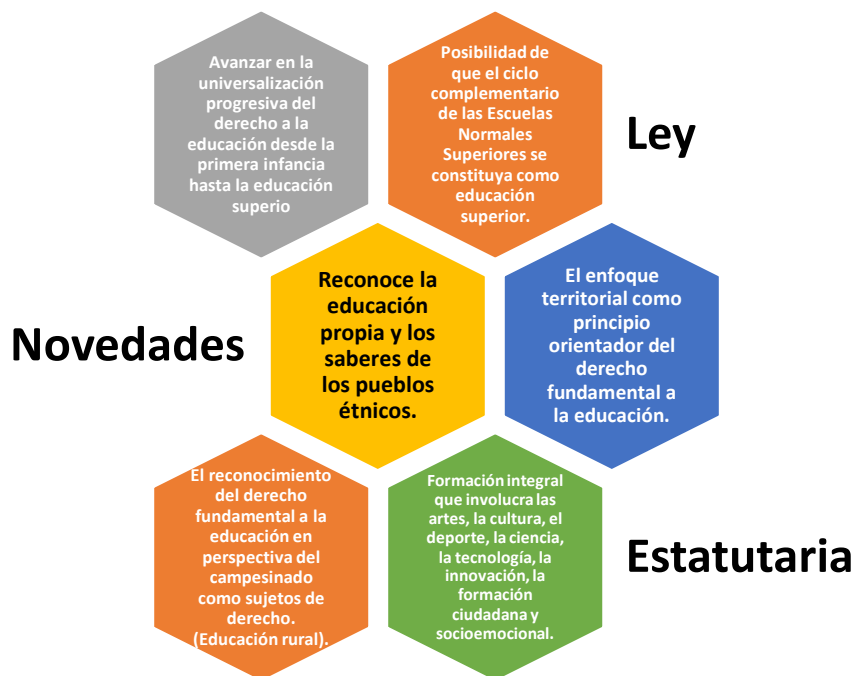 Avanzar en la
universalización
progresiva del
derecho a la
educación desde la
primera infancia
hasta la educación
superio
Posibilidad de
que el ciclo
complementario
de las Escuelas
Normales
Superiores se
constituya como
educación
superior.
Ley
Novedades
Reconoce la
educación
propia y los
saberes de
los pueblos
étnicos.
El enfoque
territorial como
principio
orientador del
derecho
fundamental a
la educación.
El reconocimiento
del derecho
fundamental a la
educación en
perspectiva del
campesinado
como sujetos de
derecho.
(Educación rural).
Formación integral
que involucra las
artes, la cultura, el
deporte, la ciencia,
la tecnología, la
innovación, la
formación
ciudadana y
socioemocional.
Estatutaria